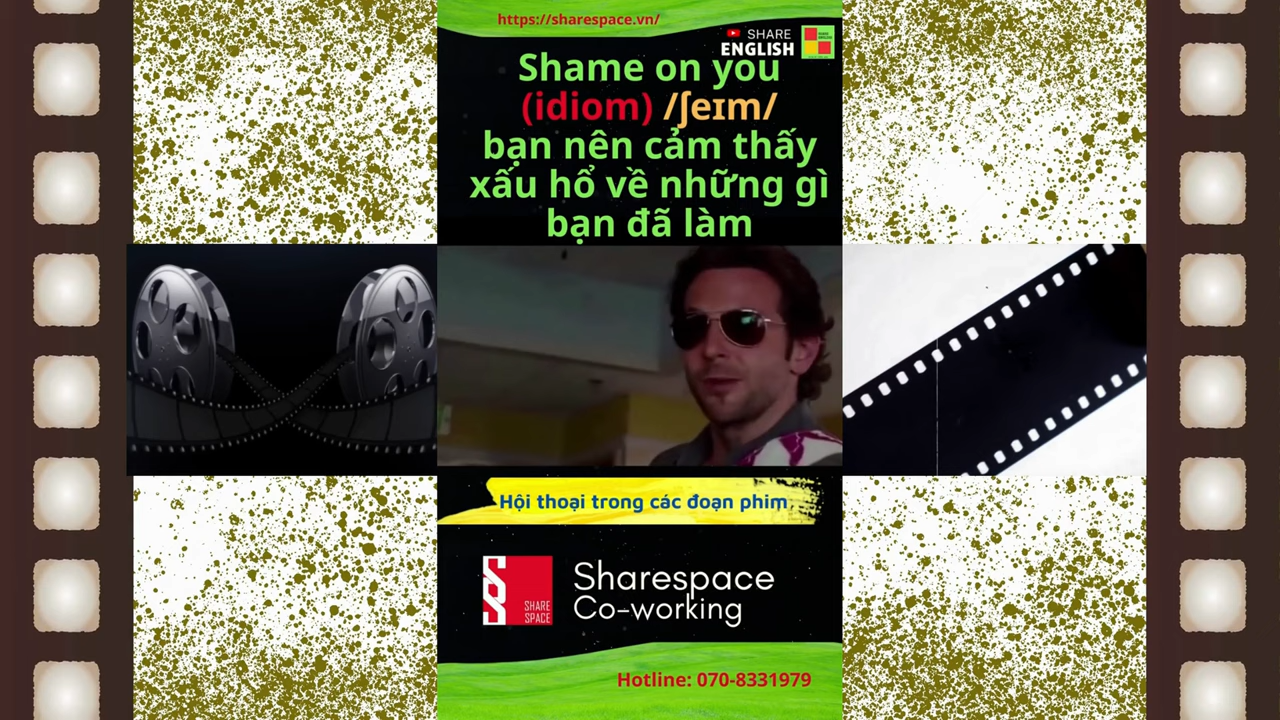 https://sharespace.vn/
SHARE
ENGLISH
Shame on you
(idiom) /ʃeɪm/
bạn nên cảm thấy
xấu hổ về những gì
bạn đã làm
Hội thoại trong các đoạn phim
SHARE
SPACE
Sharespace
Co-working
Hotline: 070-8331979